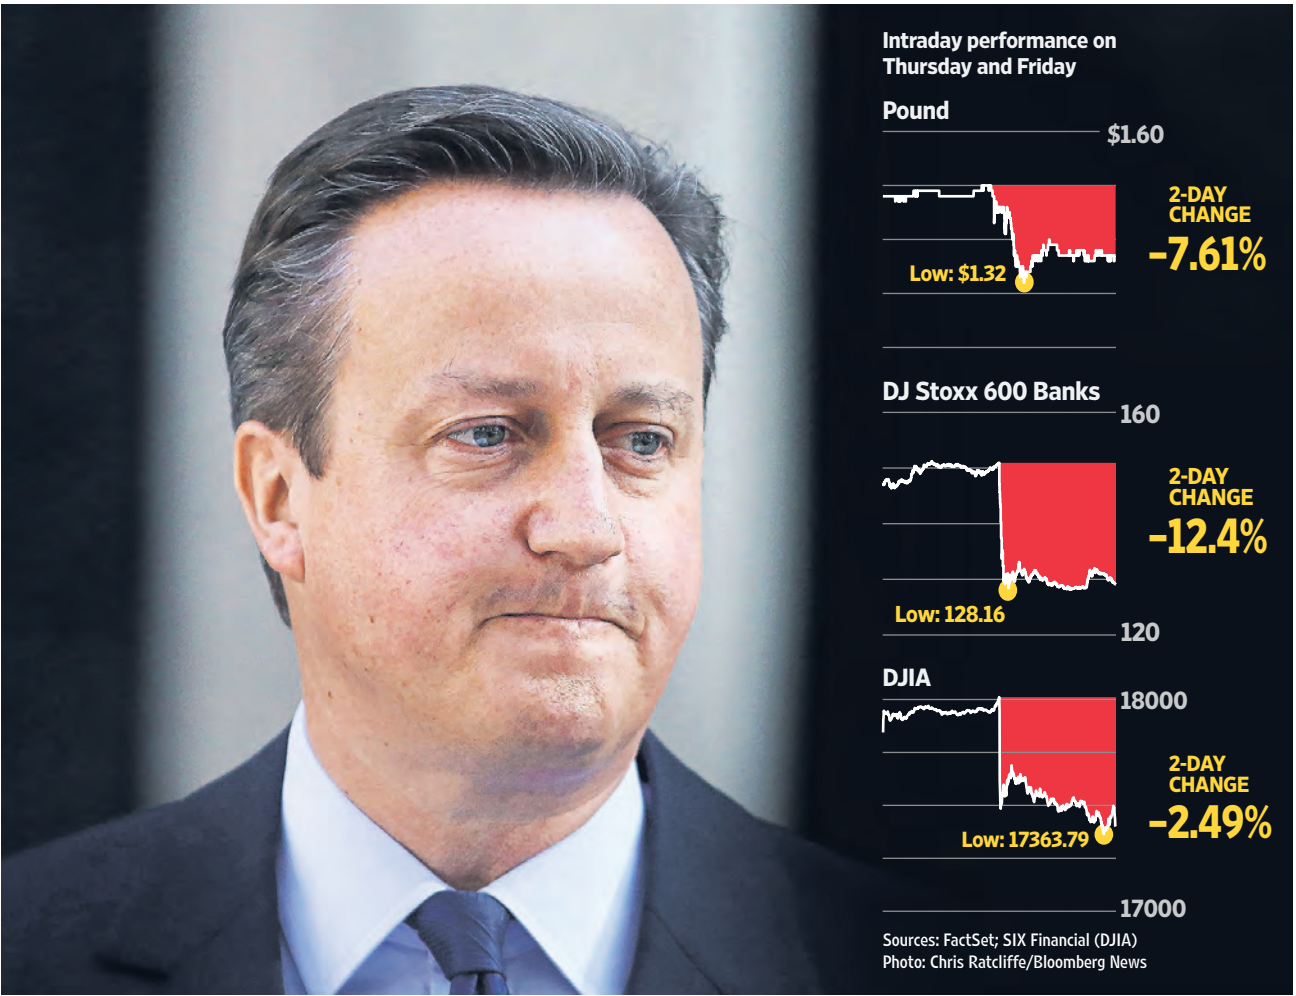 Intraday performance on
Thursday and Friday
Pound
$1.60
2-DAY
CHANGE
–7.61%
Low: $1.32
DJ Stoxx 600 Banks
160
2-DAY
CHANGE
–12.4%
Low: 128.16
120
DJIA
18000
2-DAY
CHANGE
–2.49%
Low: 17363.79
17000
Sources: FactSet; SIX Financial (DJIA)
Photo: Chris Ratcliffe/Bloomberg News